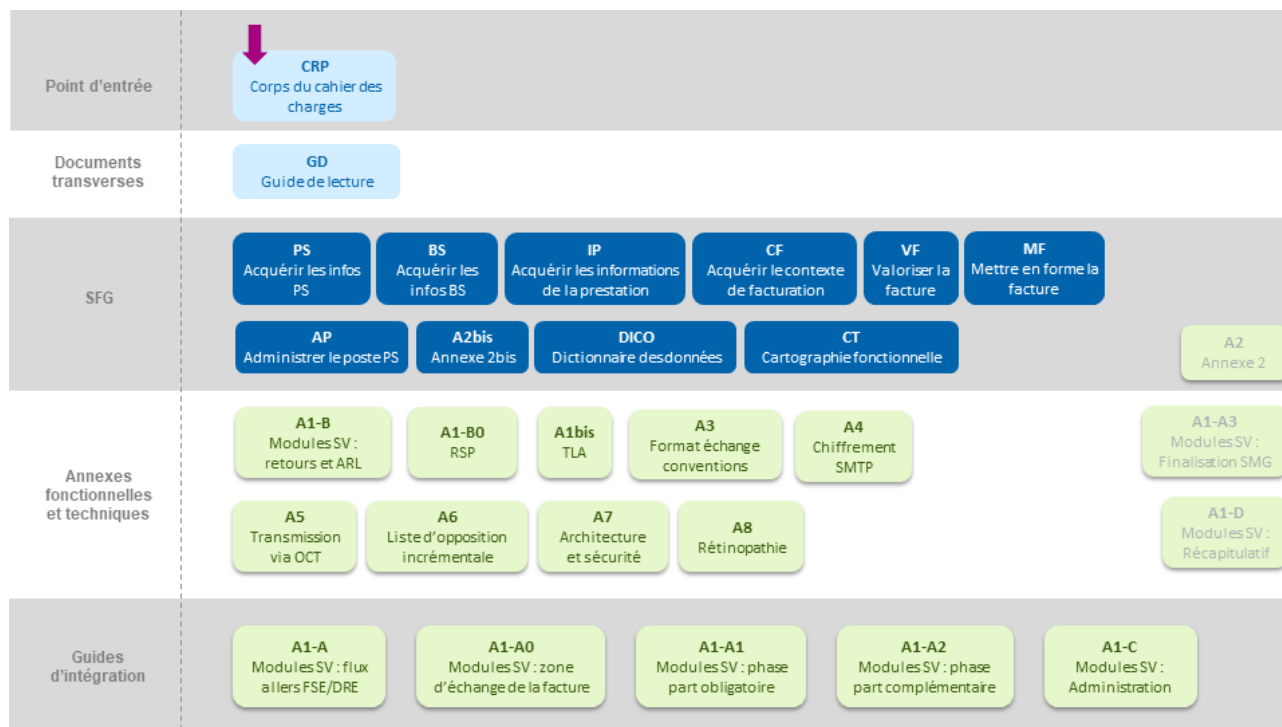 Point d'entrée
CRP
Corps du cahier des
charges
Documents
transverses
GD
Guide de lecture
SFG
PS
Acquérir les infos
PS
BS
Acquérir les
infos BS
IP
Acquérir les informations
de la prestation
CF
Acquérir le contexte
de facturation
VF
Valoriser la
facture
MF
Mettre en forme la
facture
AP
Administrer le poste PS
A2bis
Annexe 2bis
DICO
Dictionnaire des données
CT
Cartographie fonctionnelle
A2
Annexe 2
Annexes
fonctionnelles
et techniques
A1-B
Modules SV :
retours et ARL
A1-B0
RSP
A1bis
TLA
A3
Format échange
conventions
A4
Chiffrement
SMTP
A1-A3
Modules SV :
Finalisation SMG
A5
Transmission
via OCT
A6
Liste d'opposition
incrémentale
A7
Architecture
et sécurité
A8
Rétinopathie
A1-D
Modules SV :
Récapitulatif
Guides
d'intégration
A1-A
Modules SV : flux
allers FSE/DRE
A1-A0
Modules SV : zone
d'échange de la facture
A1-A1
Modules SV : phase
part obligatoire
A1-A2
Modules SV : phase
part complémentaire
A1-C
Modules SV :
Administration